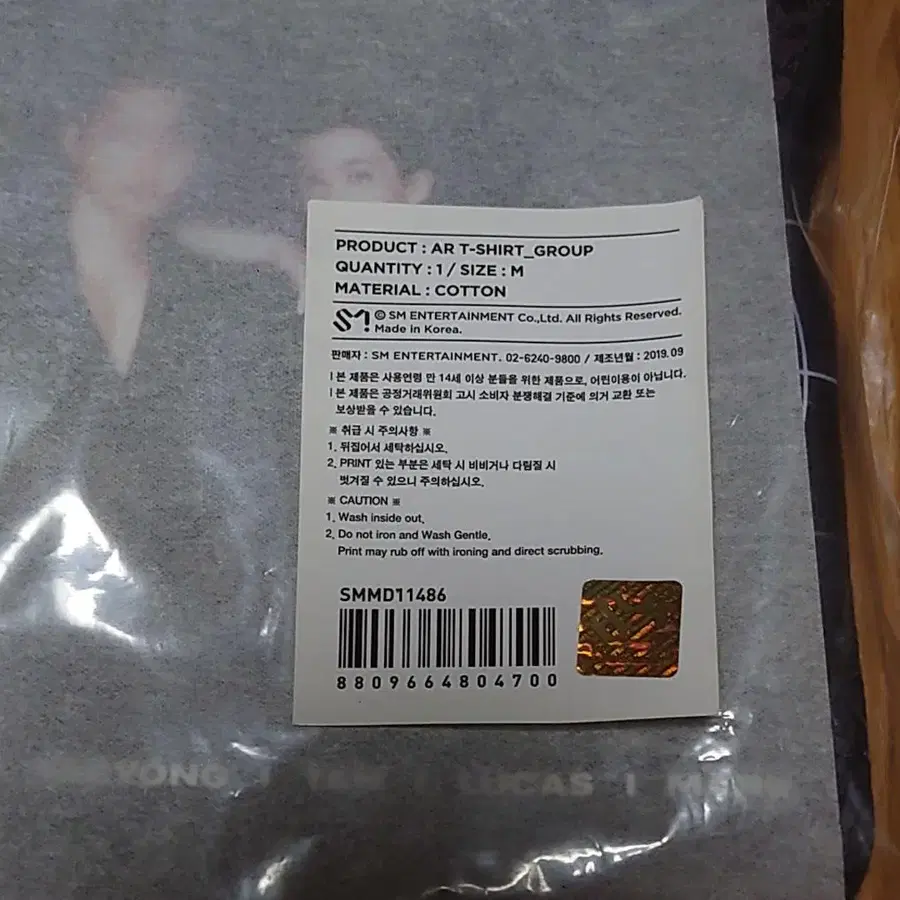 PRODUCT : AR T-SHIRT_GROUP
QUANTITY : 1 / SIZE : M
MATERIAL : COTTON
SM
© SM ENTERTAINMENT Co.,Ltd. All Rights Reserved.
Made in Korea.
판매자 : SM ENTERTAINMENT. 02-6240-9800 / 제조년월 : 2019.09
l 본 제품은 사용연령 만 14세 이상 분들을 위한 제품으로, 어린이용이 아닙니다.
l 본 제품은 공정거래위원회 고시 소비자 분쟁해결 기준에 의거 교환 또는
보상받을 수 있습니다.
※ 취급 시 주의사항 ※
1. 뒤집어서 세탁하십시오.
2. PRINT 있는 부분은 세탁 시 비비거나 다림질 시
벗겨질 수 있으니 주의하십시오.
※ CAUTION ※
1. Wash inside out.
2. Do not iron and Wash Gentle.
Print may rub off with ironing and direct scrubbing.
SMMD11486
8809664804700
LUCAS |